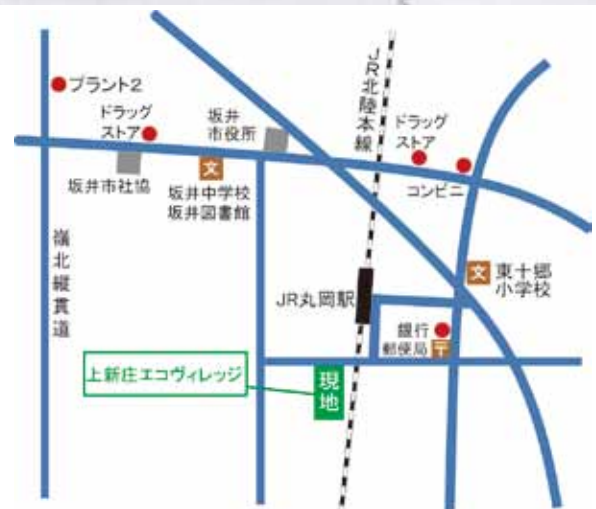 プラント2
ドラッグ
ストア
坂井
市役所
JR北陸本線
ドラッグ
ストア
コンビニ
坂井市社協
文
坂井中学校
坂井図書館
嶺北縦貫道
文
東十郷
小学校
JR丸岡駅
銀行
郵便局
〒
上新庄エコヴィレッジ
現地